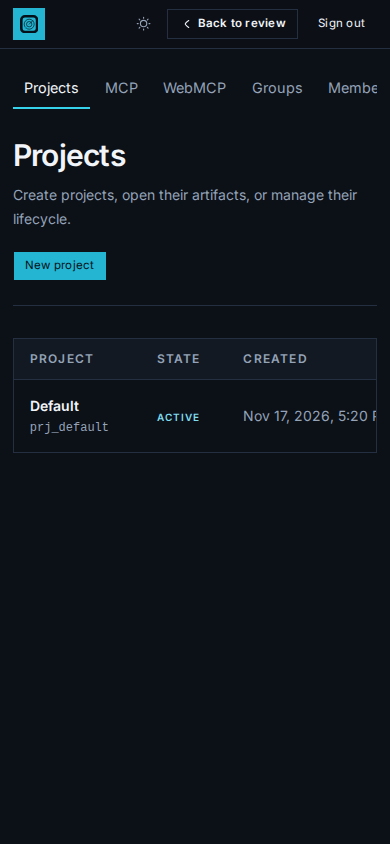 Back to review
Sign out
Projects
MCP
WebMCP
Groups
Membe
Projects
Create projects, open their artifacts, or manage their
lifecycle.
New project
PROJECT STATE CREATED
Default
prj_default
ACTIVE
Nov 17, 2026, 5:20